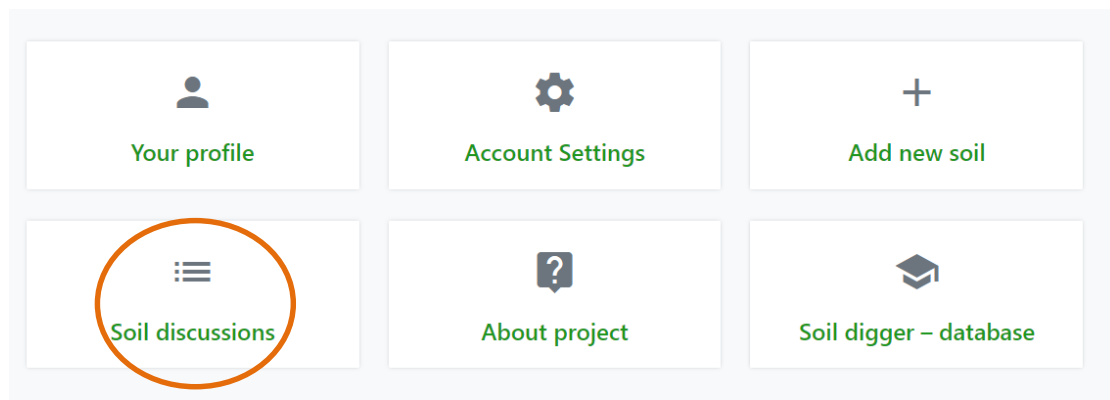 Your profile
Account Settings
Add new soil
Soil discussions
About project
Soil digger – database